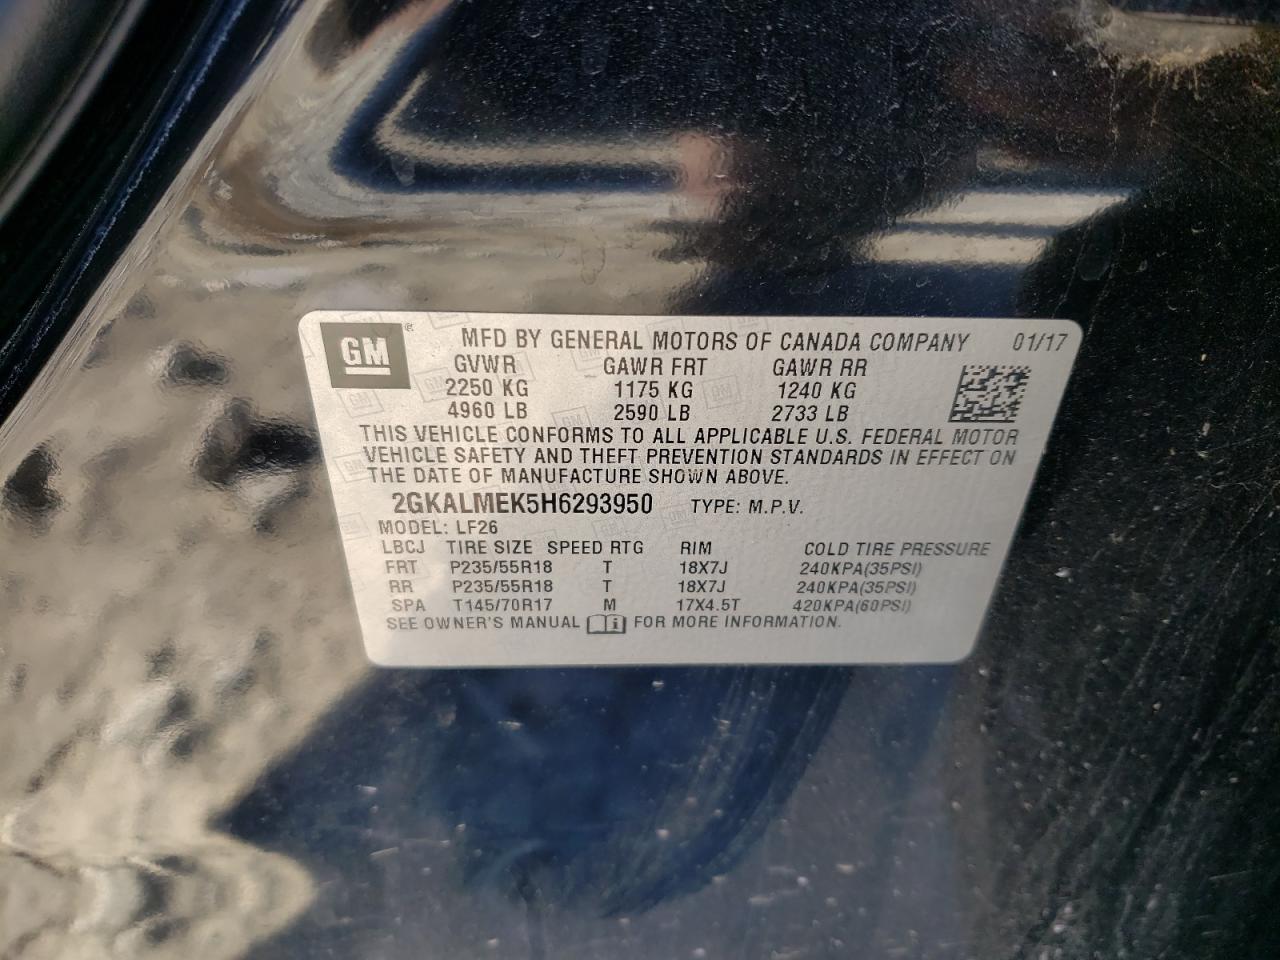 GM ® MFD BY GENERAL MOTORS OF CANADA COMPANY 01/17
GVWR GAWR FRT GAWR RR
2250 KG 1175 KG 1240 KG
4960 LB 2590 LB 2733 LB
THIS VEHICLE CONFORMS TO ALL APPLICABLE U.S. FEDERAL MOTOR
VEHICLE SAFETY AND THEFT PREVENTION STANDARDS IN EFFECT ON
THE DATE OF MANUFACTURE SHOWN ABOVE.
2GKALMEK5H6293950 TYPE: M.P.V.
MODEL: LF26
LBCJ TIRE SIZE SPEED RTG RIM COLD TIRE PRESSURE
FRT P235/55R18 T 18X7J 240KPA(35PSI)
RR P235/55R18 T 18X7J 240KPA(35PSI)
SPA T145/70R17 M 17X4.5T 420KPA(60PSI)
SEE OWNER'S MANUAL FOR MORE INFORMATION.